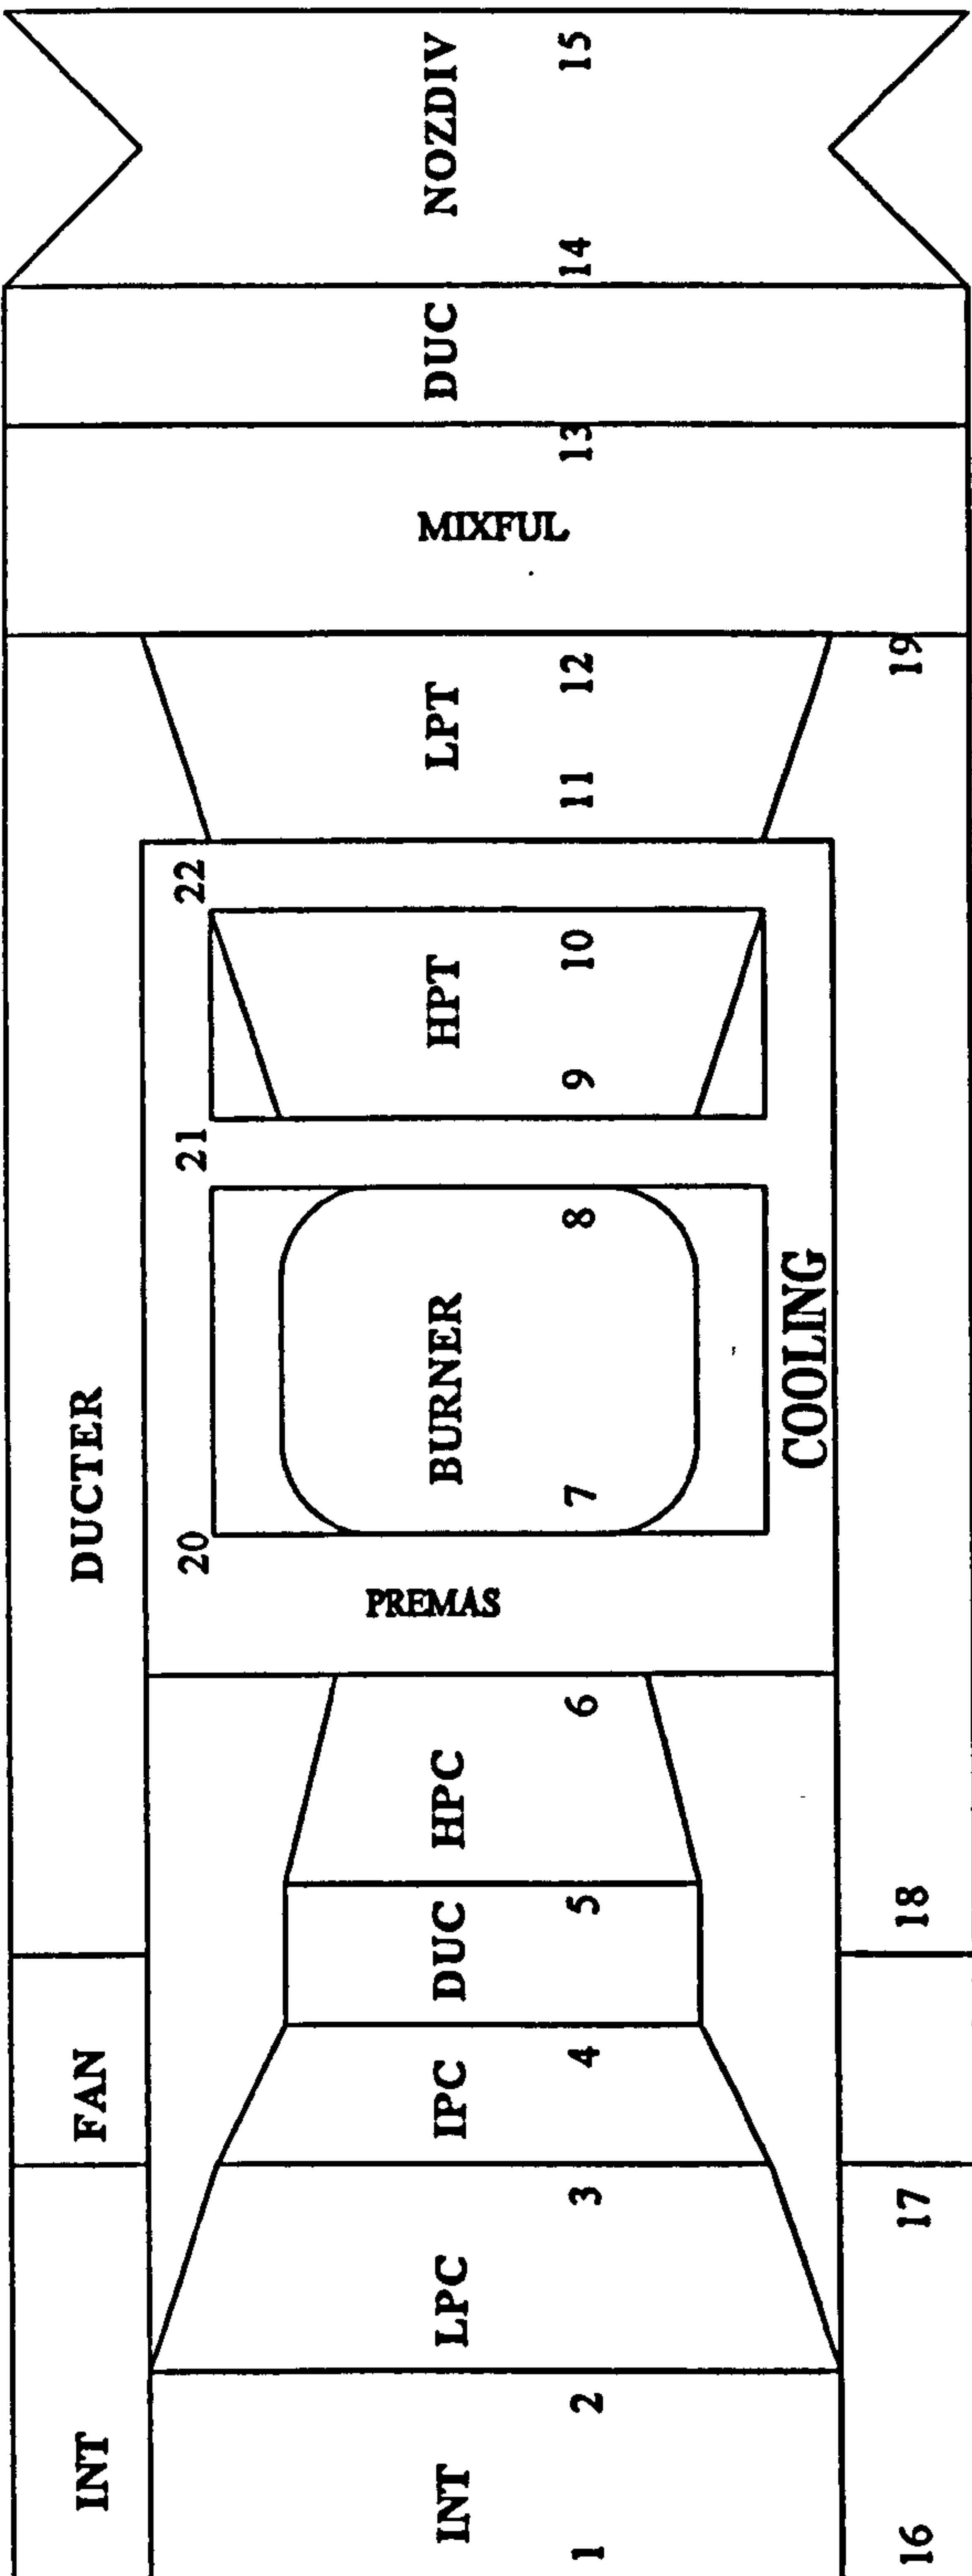 INT FAN DUCTER
20 21 22
PREMAS
INT LPC IPC DUC HPC BURNER HPT LPT MIXFUL DUC NOZDIV
1 2 3 4 5 6 7 8 9 10 11 12 13 14 15
COOLING
16 17 18 19